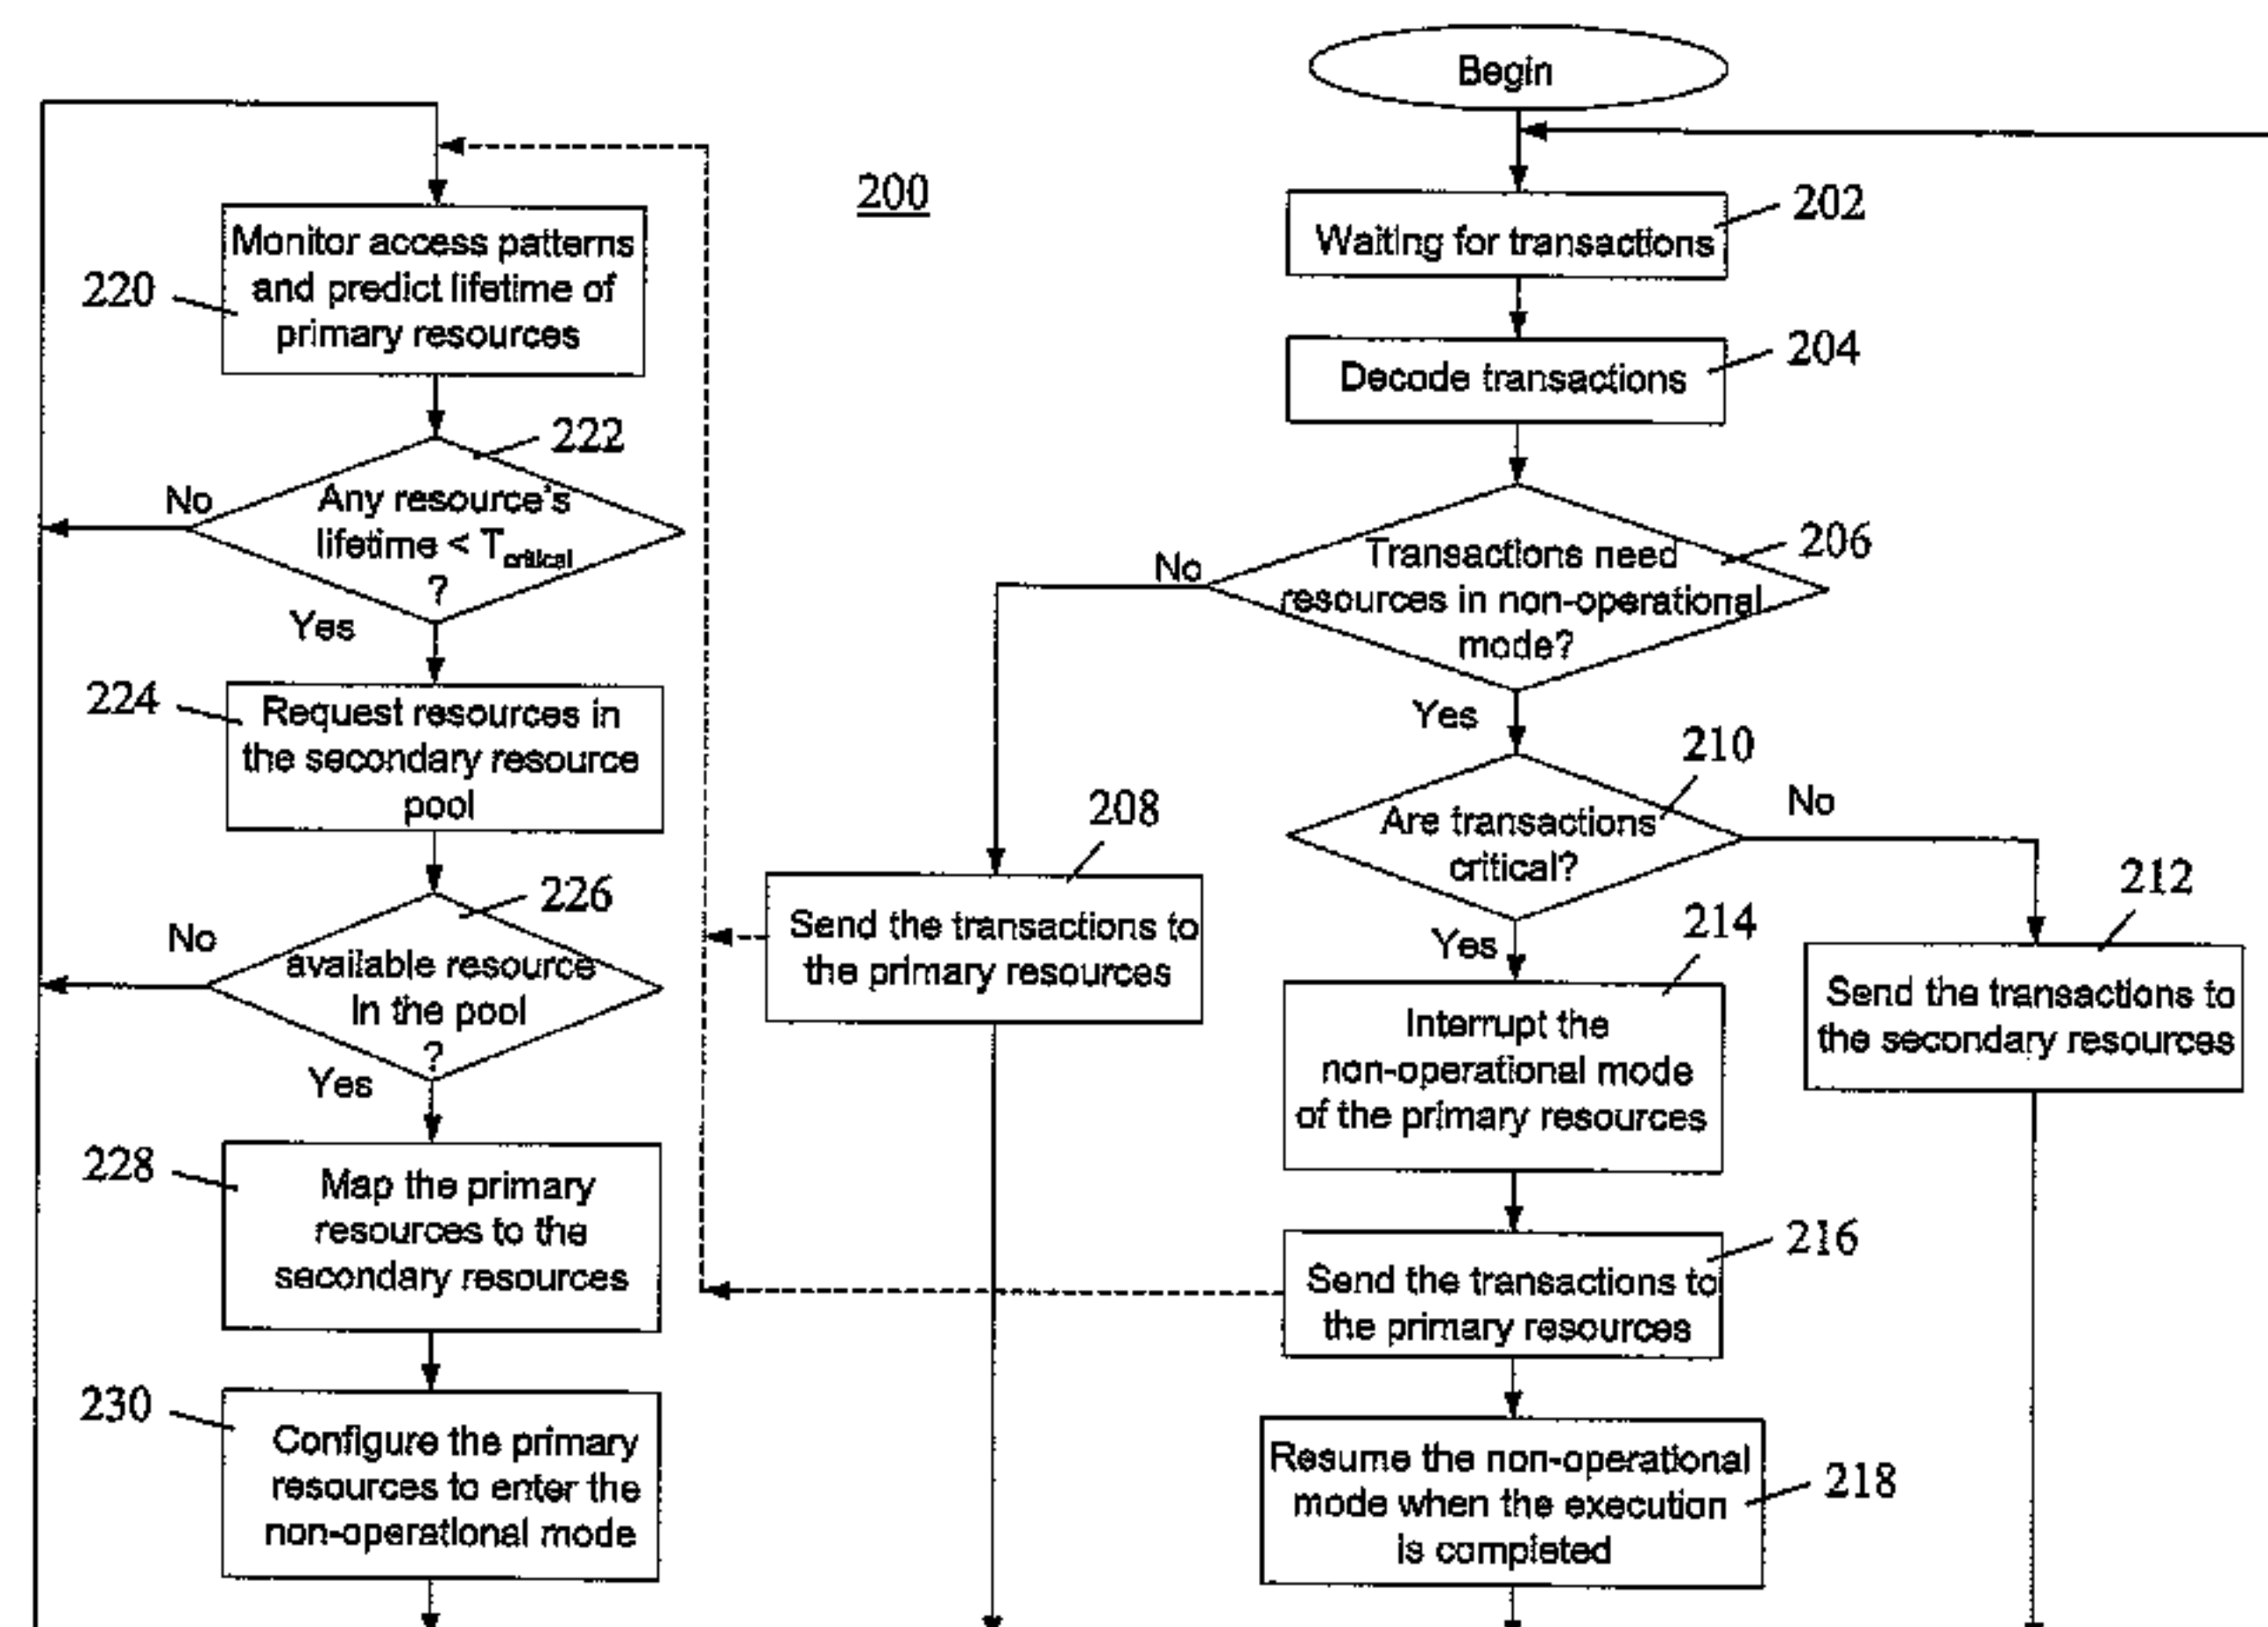 Begin
200
202
Waiting for transactions
204
Decode transactions
206
Transactions need
resources in non-operational
mode?
No
Yes
208
Send the transactions to
the primary resources
210
Are transactions
critical?
No
Yes
212
Send the transactions to
the secondary resources
214
Interrupt the
non-operational mode
of the primary resources
216
Send the transactions to
the primary resources
218
Resume the non-operational
mode when the execution
is completed
220
Monitor access patterns
and predict lifetime of
primary resources
222
Any resource's
lifetime < Tcritical
?
No
Yes
224
Request resources in
the secondary resource
pool
226
available resource
in the pool
?
No
Yes
228
Map the primary
resources to the
secondary resources
230
Configure the primary
resources to enter the
non-operational mode